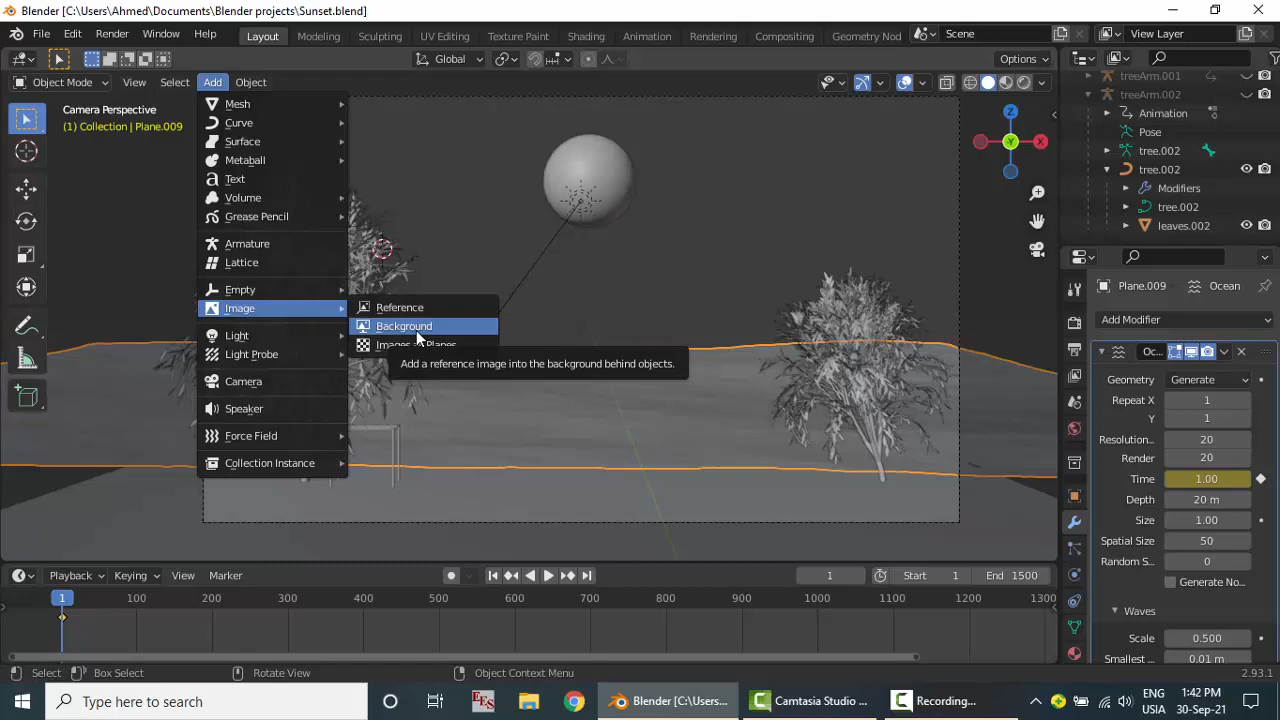 Blender [C:\Users\Ahmed\Documents\Blender projects\Sunset.blend]
File Edit Render Window Help Layout Modeling Sculpting UV Editing Texture Paint Shading Animation Rendering Compositing Geometry Nod Scene View Layer
Global Options
Object Mode View Select Add Object
Camera Perspective
(1) Collection | Plane.009
Mesh
Curve
Surface
Metaball
Text
Volume
Grease Pencil
Armature
Lattice
Empty
Image
Light
Light Probe
Camera
Speaker
Force Field
Collection Instance
Reference
Background
Images as Planes
Add a reference image into the background behind objects.
Z
Y
X
treeArm.001
treeArm.002
Animation
Pose
tree.002
tree.002
Modifiers
tree.002
leaves.002
Plane.009 Ocean
Add Modifier
Oc...
Geometry Generate
Repeat X 1
Y 1
Resolution... 20
Render 20
Time 1.00
Depth 20 m
Size 1.00
Spatial Size 50
Random S... 0
Generate No...
Waves
Scale 0.500
Smallest ... 0.01 m
Playback Keying View Marker 1 Start 1 End 1500
1 100 200 300 400 500 600 700 800 900 1000 1100 1200 1300
Select Box Select Rotate View Object Context Menu 2.93.1
Type here to search
EES
Blender [C:\Users...
Camtasia Studio ...
Recording...
ENG
USIA
1:42 PM
30-Sep-21